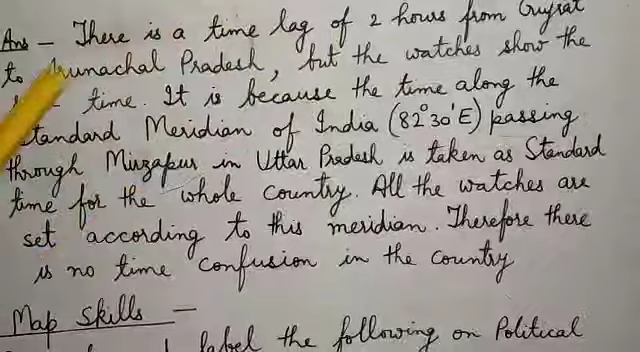 Ans - There is a time lag of 2 hours from Gujrat
to Arunachal Pradesh, but the watches show the
time. It is because the time along the
Standard Meridian of India (82°30'E) passing
through Mirzapur in Uttar Pradesh is taken as Standard
time for the whole country. All the watches are
set according to this meridian. Therefore there
is no time confusion in the country
Map Skills -
label the following on Political